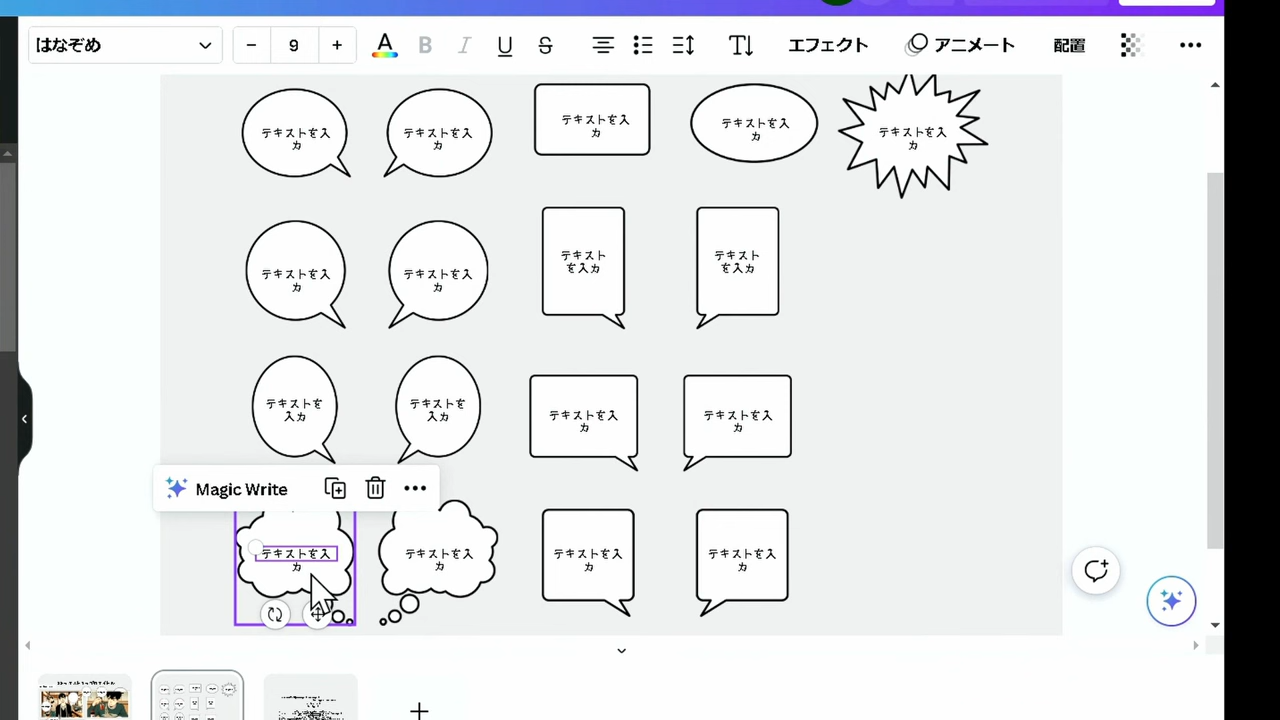 はなぞめ
− 9 +
A B I U S
エフェクト
アニメート
配置
テキストを入
力
テキストを入
力
テキストを入
力
テキストを入
力
テキストを入
力
テキストを入
力
テキストを入
力
テキスト
を入力
テキスト
を入力
テキストを
入力
テキストを
入力
テキストを入
力
テキストを入
力
Magic Write
テキストを入
力
テキストを入
力
テキストを入
力
テキストを入
力